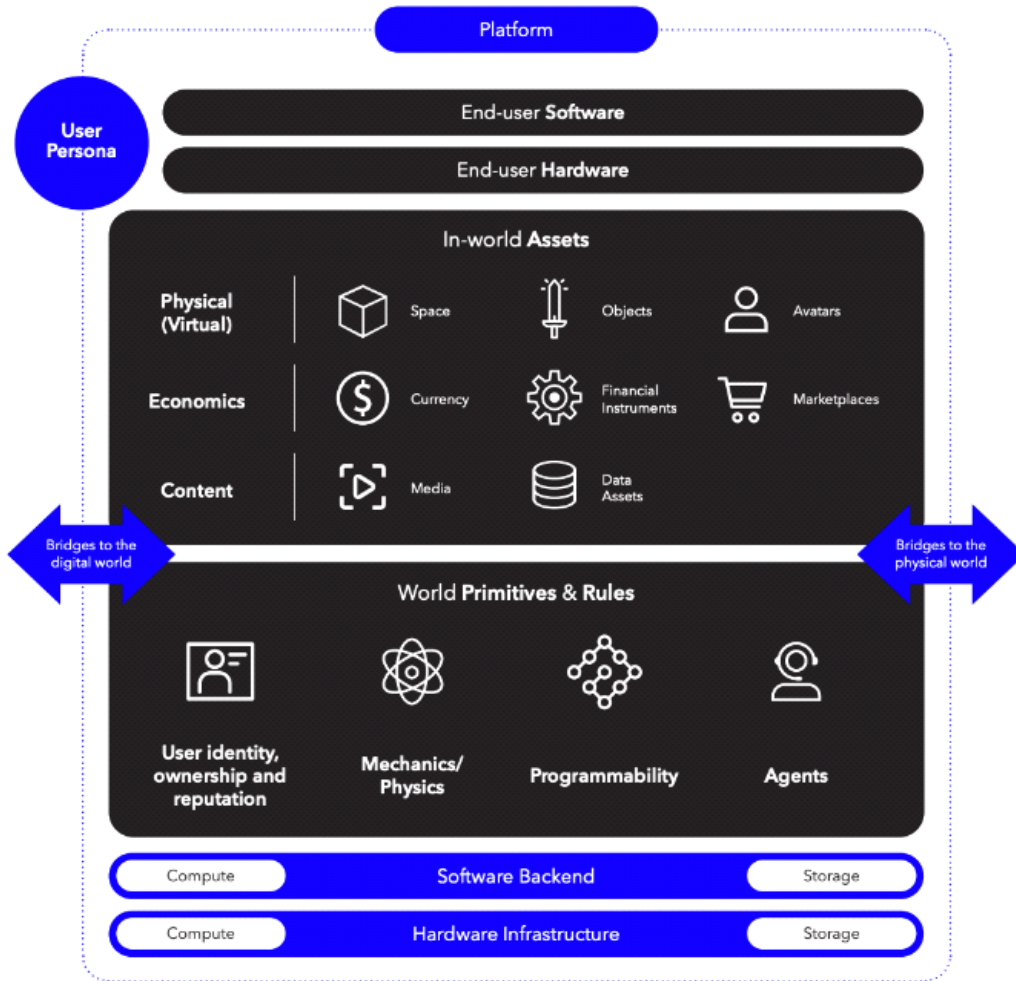 Platform
User
Persona
End-user Software
End-user Hardware
In-world Assets
Physical
(Virtual)
Space
Objects
Avatars
Economics
Currency
Financial
Instruments
Marketplaces
Content
Media
Data
Assets
Bridges to the
digital world
Bridges to the
physical world
World Primitives & Rules
User identity,
ownership and
reputation
Mechanics/
Physics
Programmability
Agents
Compute
Software Backend
Storage
Compute
Hardware Infrastructure
Storage